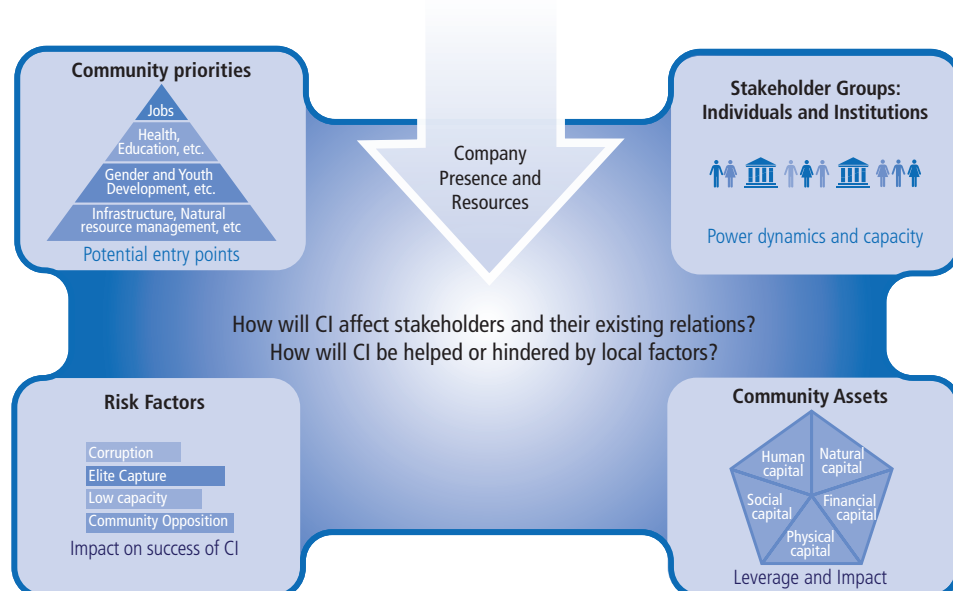 Community priorities
Jobs
Health,
Education, etc.
Gender and Youth
Development, etc.
Infrastructure, Natural
resource management, etc
Potential entry points
Company
Presence and
Resources
Stakeholder Groups:
Individuals and Institutions
Power dynamics and capacity
How will CI affect stakeholders and their existing relations?
How will CI be helped or hindered by local factors?
Risk Factors
Corruption
Elite Capture
Low capacity
Community Opposition
Impact on success of CI
Community Assets
Human
capital
Natural
capital
Social
capital
Financial
capital
Physical
capital
Leverage and Impact